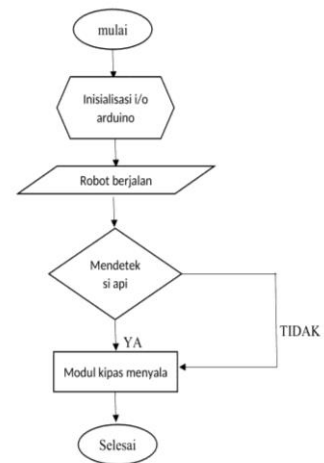 mulai
Inisialisasi i/o
arduino
Robot berjalan
Mendetek
si api
TIDAK
YA
Modul kipas menyala
Selesai